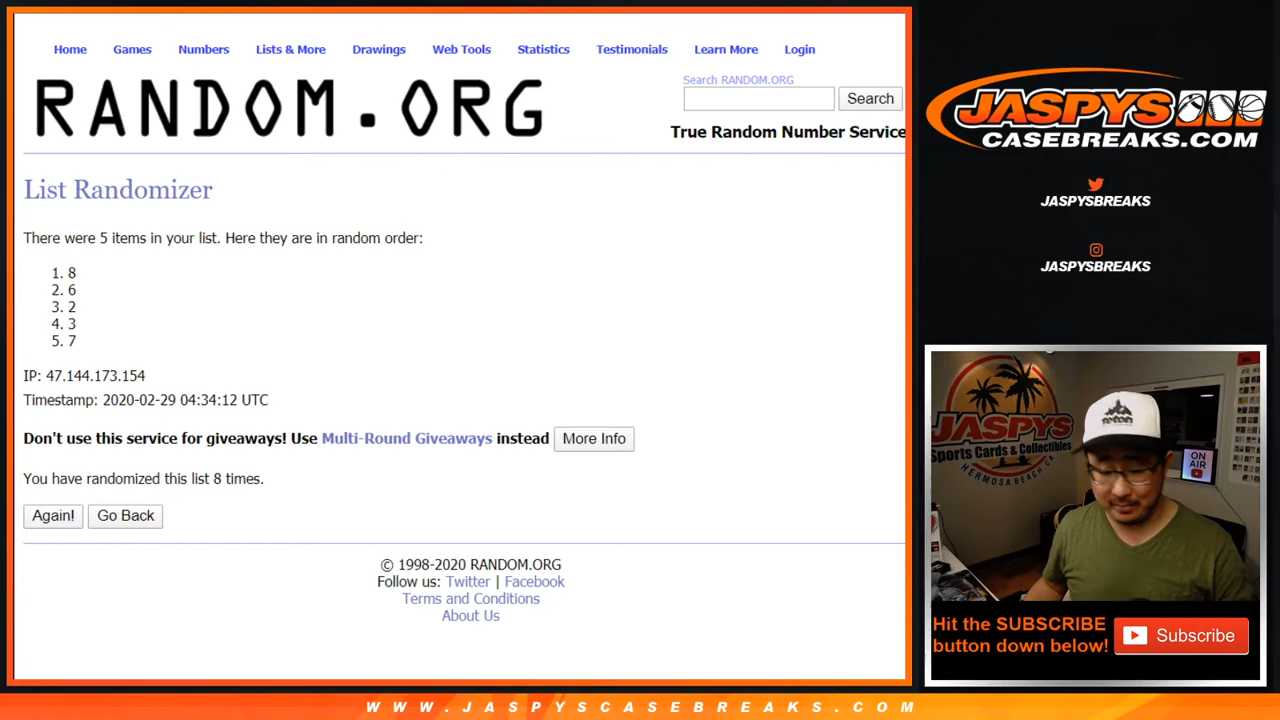 Home Games Numbers Lists & More Drawings Web Tools Statistics Testimonials Learn More Login
RANDOM.ORG
Search RANDOM.ORG
Search
True Random Number Service
List Randomizer
There were 5 items in your list. Here they are in random order:
1. 8
2. 6
3. 2
4. 3
5. 7
IP: 47.144.173.154
Timestamp: 2020-02-29 04:34:12 UTC
Don't use this service for giveaways! Use Multi-Round Giveaways instead More Info
You have randomized this list 8 times.
Again! Go Back
© 1998-2020 RANDOM.ORG
Follow us: Twitter | Facebook
Terms and Conditions
About Us
JASPYS
CASEBREAKS.COM
JASPYSBREAKS
JASPYSBREAKS
JASPYS
Sports Cards & Collectibles
HERMOSA BEACH, CA
ON AIR
Hit the SUBSCRIBE
button down below!
Subscribe
WWW.JASPYSCASEBREAKS.COM